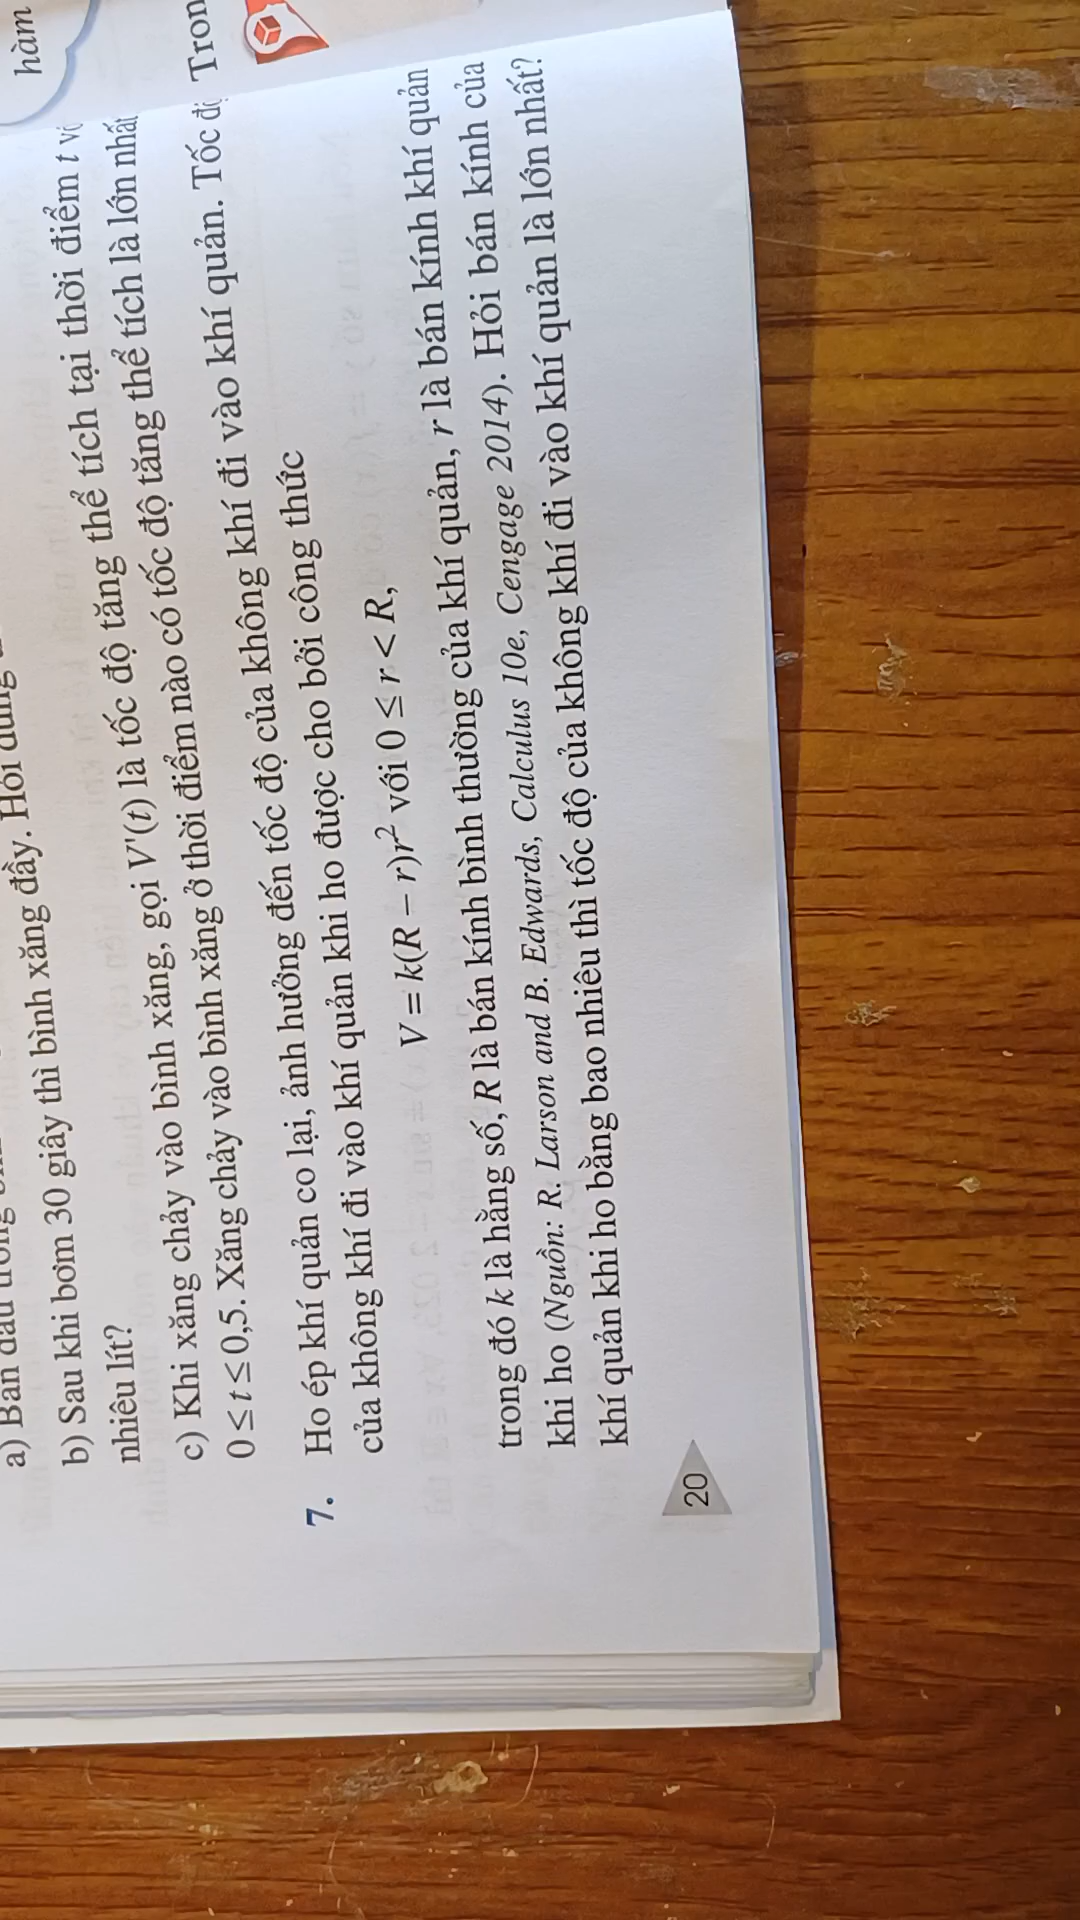 hàm
a) Ban đầu trong
Hỏi dung
b) Sau khi bơm 30 giây thì bình xăng đầy.
nhiêu lít?
c) Khi xăng chảy vào bình xăng, gọi V'(t) là tốc độ tăng thể tích tại thời điểm t
0 ≤ t ≤ 0,5. Xăng chảy vào bình xăng ở thời điểm nào có tốc độ tăng thể tích là lớn nhất
Tron
7. Ho ép khí quản co lại, ảnh hưởng đến tốc độ của không khí đi vào khí quản. Tốc
của không khí đi vào khí quản khi ho được cho bởi công thức
V = k(R – r)r² với 0 ≤ r < R,
trong đó k là hằng số, R là bán kính bình thường của khí quản, r là bán kính khí quản
khi ho (Nguồn: R. Larson and B. Edwards, Calculus 10e, Cengage 2014). Hỏi bán kính của
khí quản khi ho bằng bao nhiêu thì tốc độ của không khí đi vào khí quản là lớn nhất?
20